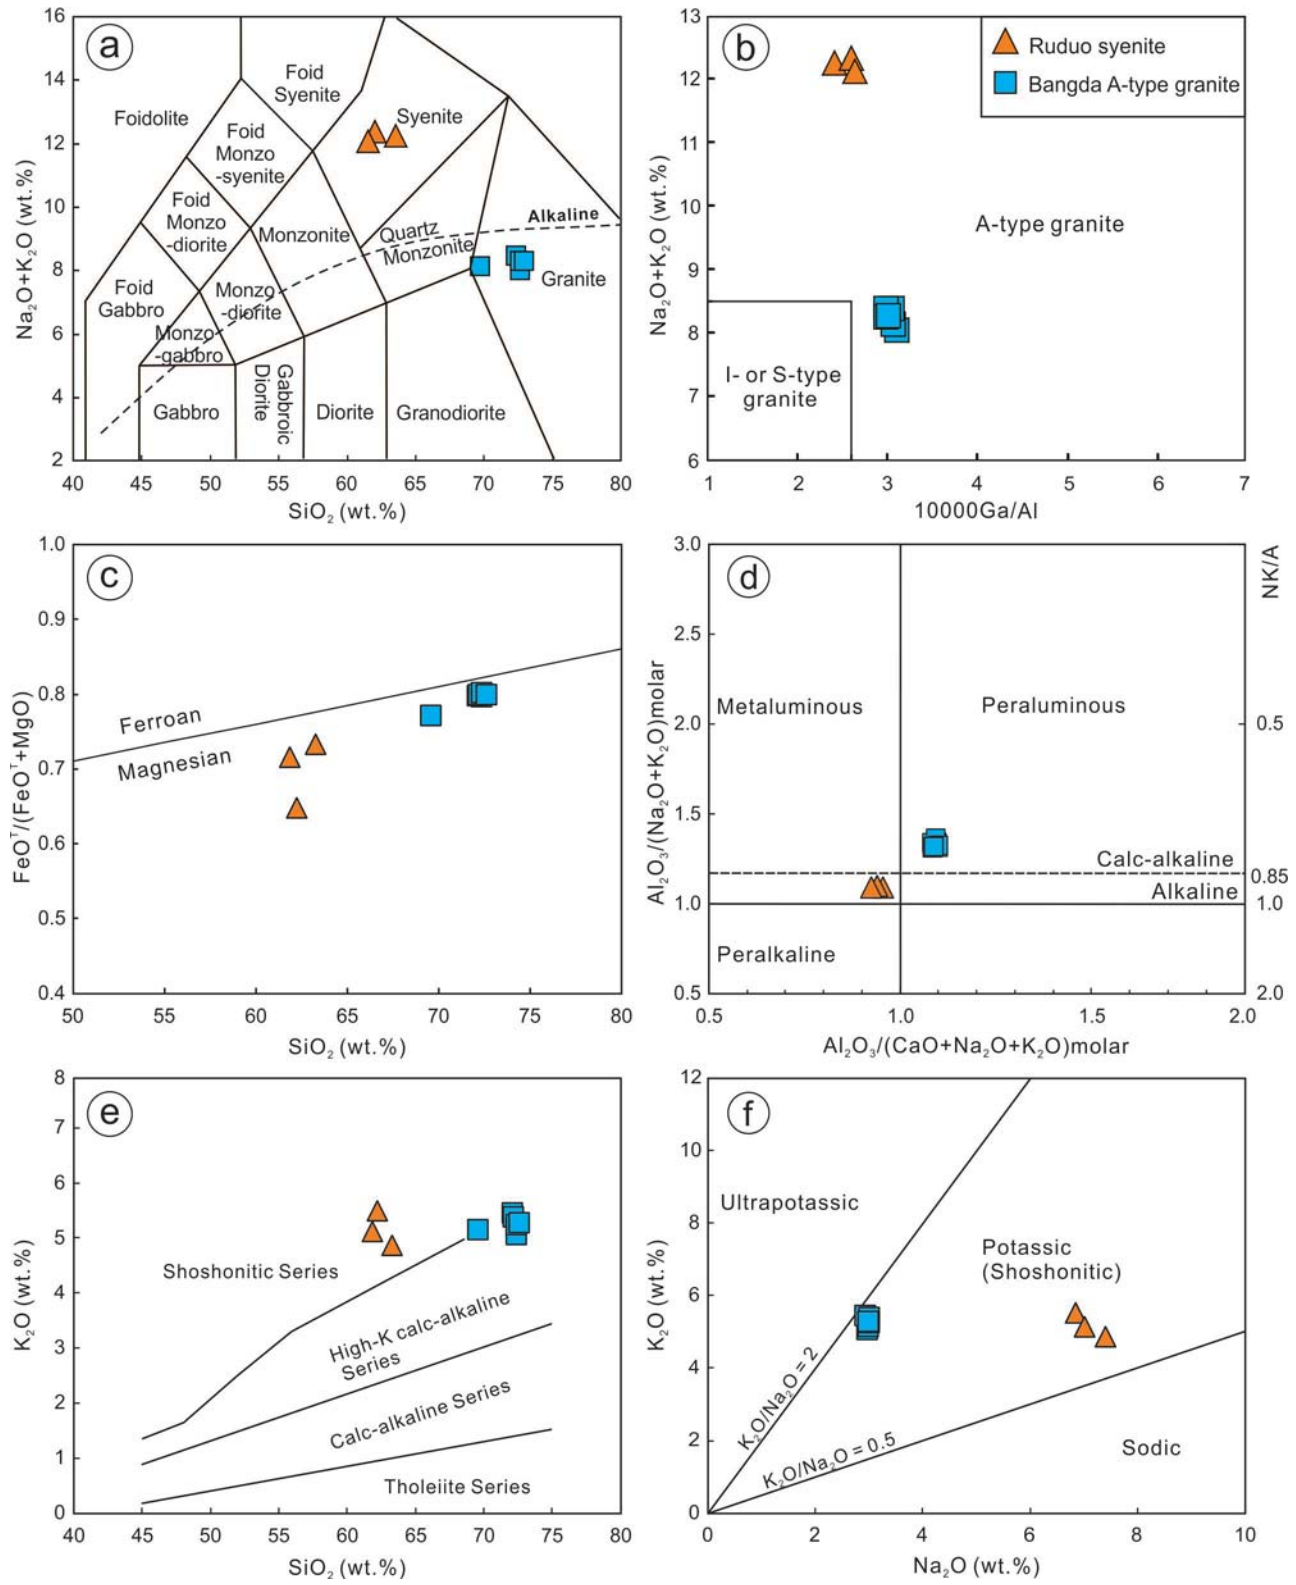 a
16
14
12
10
8
6
4
2
Na₂O+K₂O (wt.%)
Foidolite
Foid
Syenite
Syenite
Foid
Monzo
-syenite
Foid
Monzo
-diorite
Monzonite
Quartz
Monzonite
Alkaline
Granite
Foid
Gabbro
Monzo
-diorite
Monzo
-gabbro
Gabbro
Gabbroic
Diorite
Diorite
Granodiorite
40 45 50 55 60 65 70 75 80
SiO₂ (wt.%)
b
13
12
11
10
9
8
7
6
Na₂O+K₂O (wt.%)
Ruduo syenite
Bangda A-type granite
A-type granite
I- or S-type
granite
1 2 3 4 5 6 7
10000Ga/Al
c
1.0
0.9
0.8
0.7
0.6
0.5
0.4
FeOᵀ/(FeOᵀ+MgO)
Ferroan
Magnesian
50 55 60 65 70 75 80
SiO₂ (wt.%)
d
3.0
2.5
2.0
1.5
1.0
0.5
Al₂O₃/(Na₂O+K₂O)molar
Metaluminous
Peraluminous
Calc-alkaline
Alkaline
Peralkaline
NK/A
0.5
0.85
1.0
2.0
0.5 1.0 1.5 2.0
Al₂O₃/(CaO+Na₂O+K₂O)molar
e
8
7
6
5
4
3
2
1
0
K₂O (wt.%)
Shoshonitic Series
High-K calc-alkaline
Series
Calc-alkaline Series
Tholeiite Series
40 45 50 55 60 65 70 75 80
SiO₂ (wt.%)
f
12
10
8
6
4
2
0
K₂O (wt.%)
Ultrapotassic
Potassic
(Shoshonitic)
K₂O/Na₂O = 2
K₂O/Na₂O = 0.5
Sodic
0 2 4 6 8 10
Na₂O (wt.%)